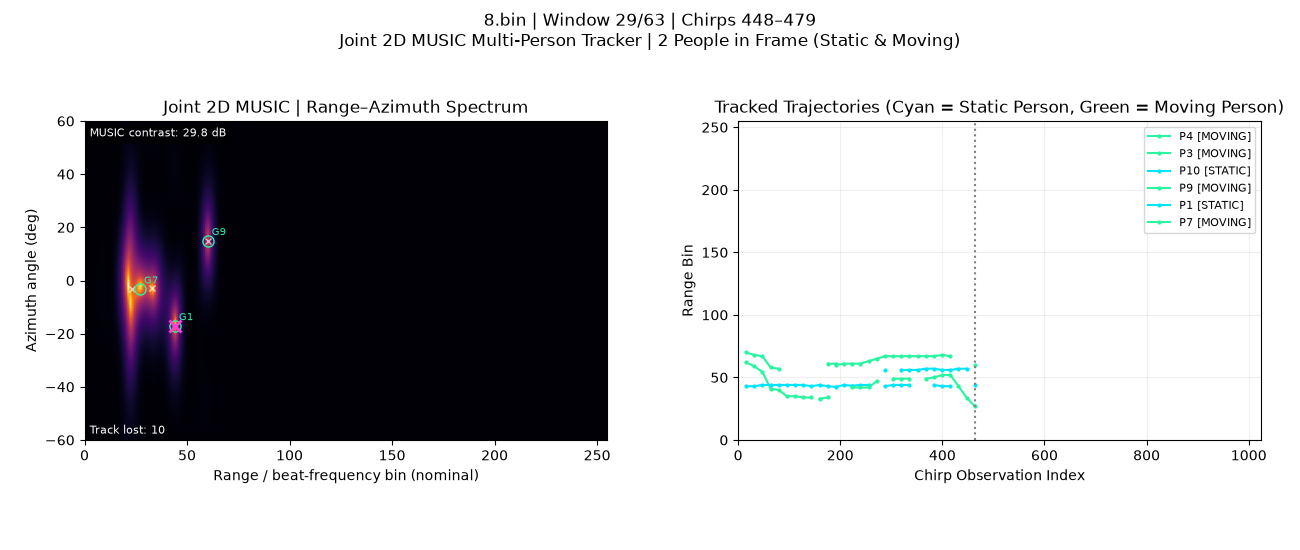 8.bin | Window 29/63 | Chirps 448–479
Joint 2D MUSIC Multi-Person Tracker | 2 People in Frame (Static & Moving)
Joint 2D MUSIC | Range–Azimuth Spectrum
MUSIC contrast: 29.8 dB
60
40
20
0
−20
−40
−60
Azimuth angle (deg)
G9
G7
G1
Track lost: 10
0
50
100
150
200
250
Range / beat-frequency bin (nominal)
Tracked Trajectories (Cyan = Static Person, Green = Moving Person)
250
200
150
100
50
0
Range Bin
P4 [MOVING]
P3 [MOVING]
P10 [STATIC]
P9 [MOVING]
P1 [STATIC]
P7 [MOVING]
0
200
400
600
800
1000
Chirp Observation Index